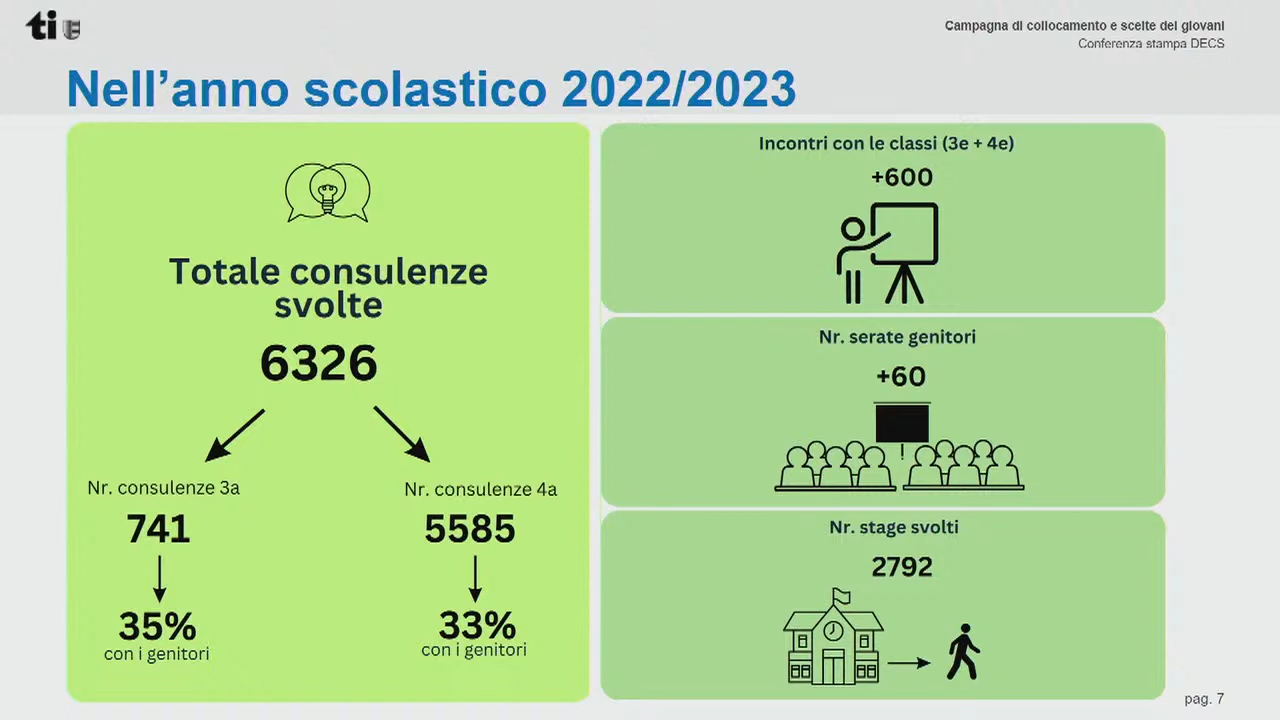 ti
Campagna di collocamento e scelte dei giovani
Conferenza stampa DECS
Nell'anno scolastico 2022/2023
Totale consulenze
svolte
6326
Nr. consulenze 3a
741
35%
con i genitori
Nr. consulenze 4a
5585
33%
con i genitori
Incontri con le classi (3e + 4e)
+600
Nr. serate genitori
+60
Nr. stage svolti
2792
pag. 7